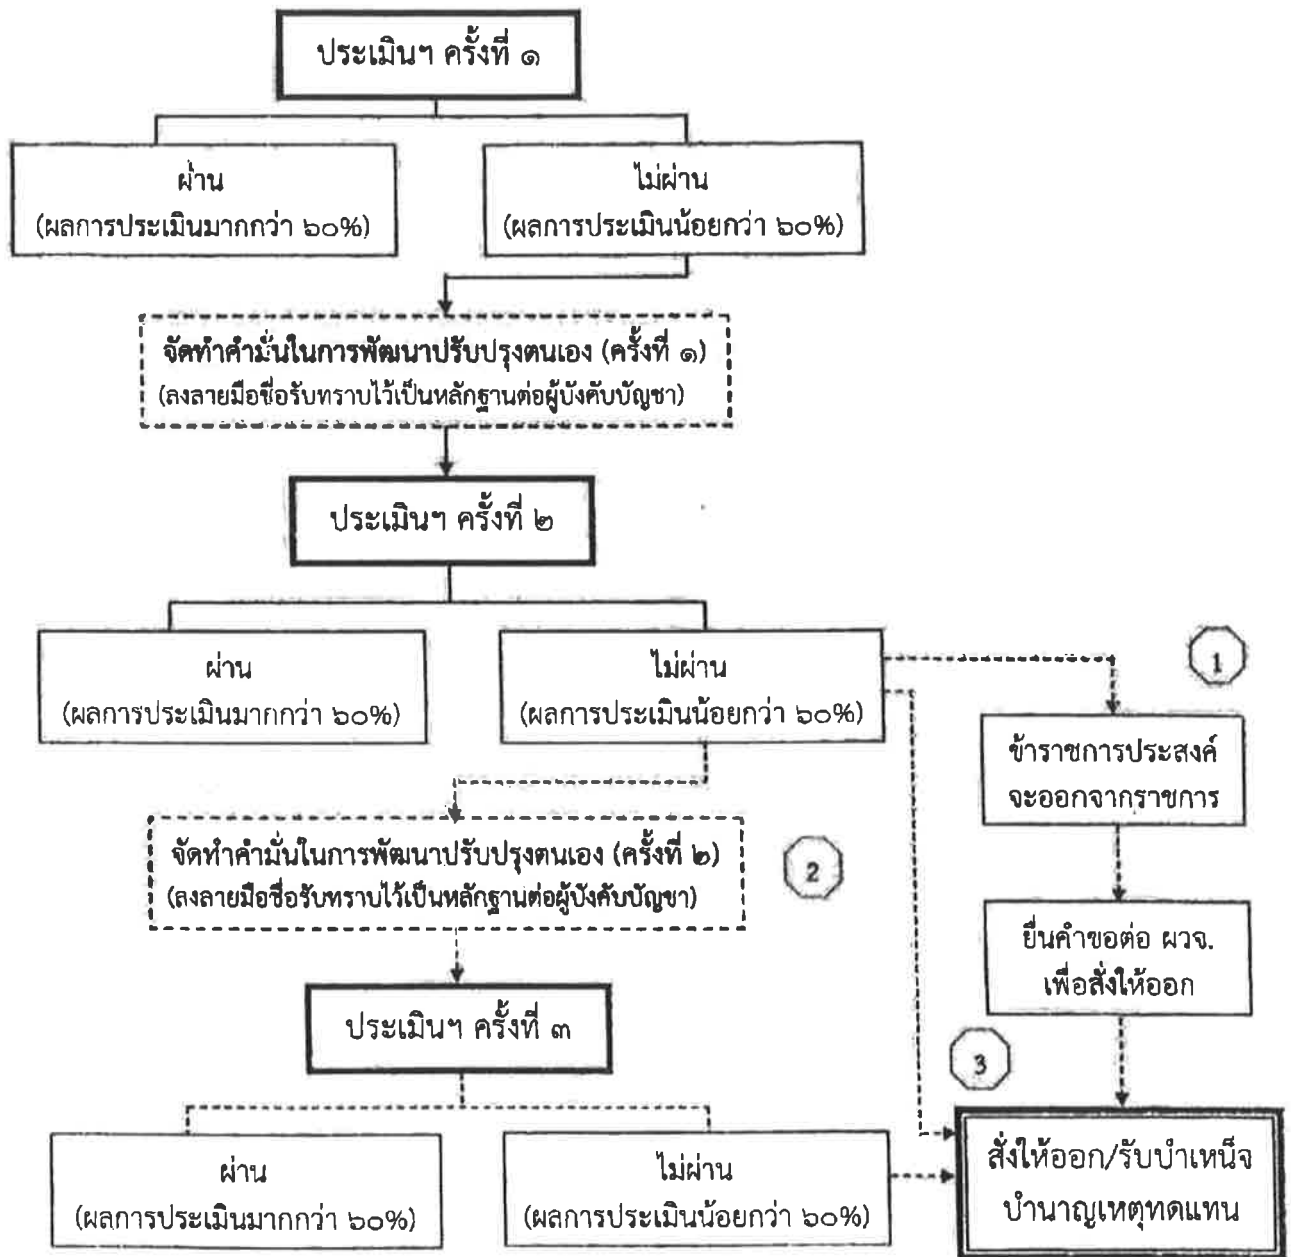 ประเมินฯ ครั้งที่ ๑
ผ่าน
(ผลการประเมินมากกว่า ๖๐%)
ไม่ผ่าน
(ผลการประเมินน้อยกว่า ๖๐%)
จัดทำคำมั่นในการพัฒนาปรับปรุงตนเอง (ครั้งที่ ๑)
(ลงลายมือชื่อรับทราบไว้เป็นหลักฐานต่อผู้บังคับบัญชา)
ประเมินฯ ครั้งที่ ๒
ผ่าน
(ผลการประเมินมากกว่า ๖๐%)
ไม่ผ่าน
(ผลการประเมินน้อยกว่า ๖๐%)
1
ข้าราชการประสงค์
จะออกจากราชการ
จัดทำคำมั่นในการพัฒนาปรับปรุงตนเอง (ครั้งที่ ๒)
(ลงลายมือชื่อรับทราบไว้เป็นหลักฐานต่อผู้บังคับบัญชา)
2
ยื่นคำขอต่อ ผวจ.
เพื่อสั่งให้ออก
ประเมินฯ ครั้งที่ ๓
3
ผ่าน
(ผลการประเมินมากกว่า ๖๐%)
ไม่ผ่าน
(ผลการประเมินน้อยกว่า ๖๐%)
สั่งให้ออก/รับบำเหน็จ
บำนาญเหตุทดแทน